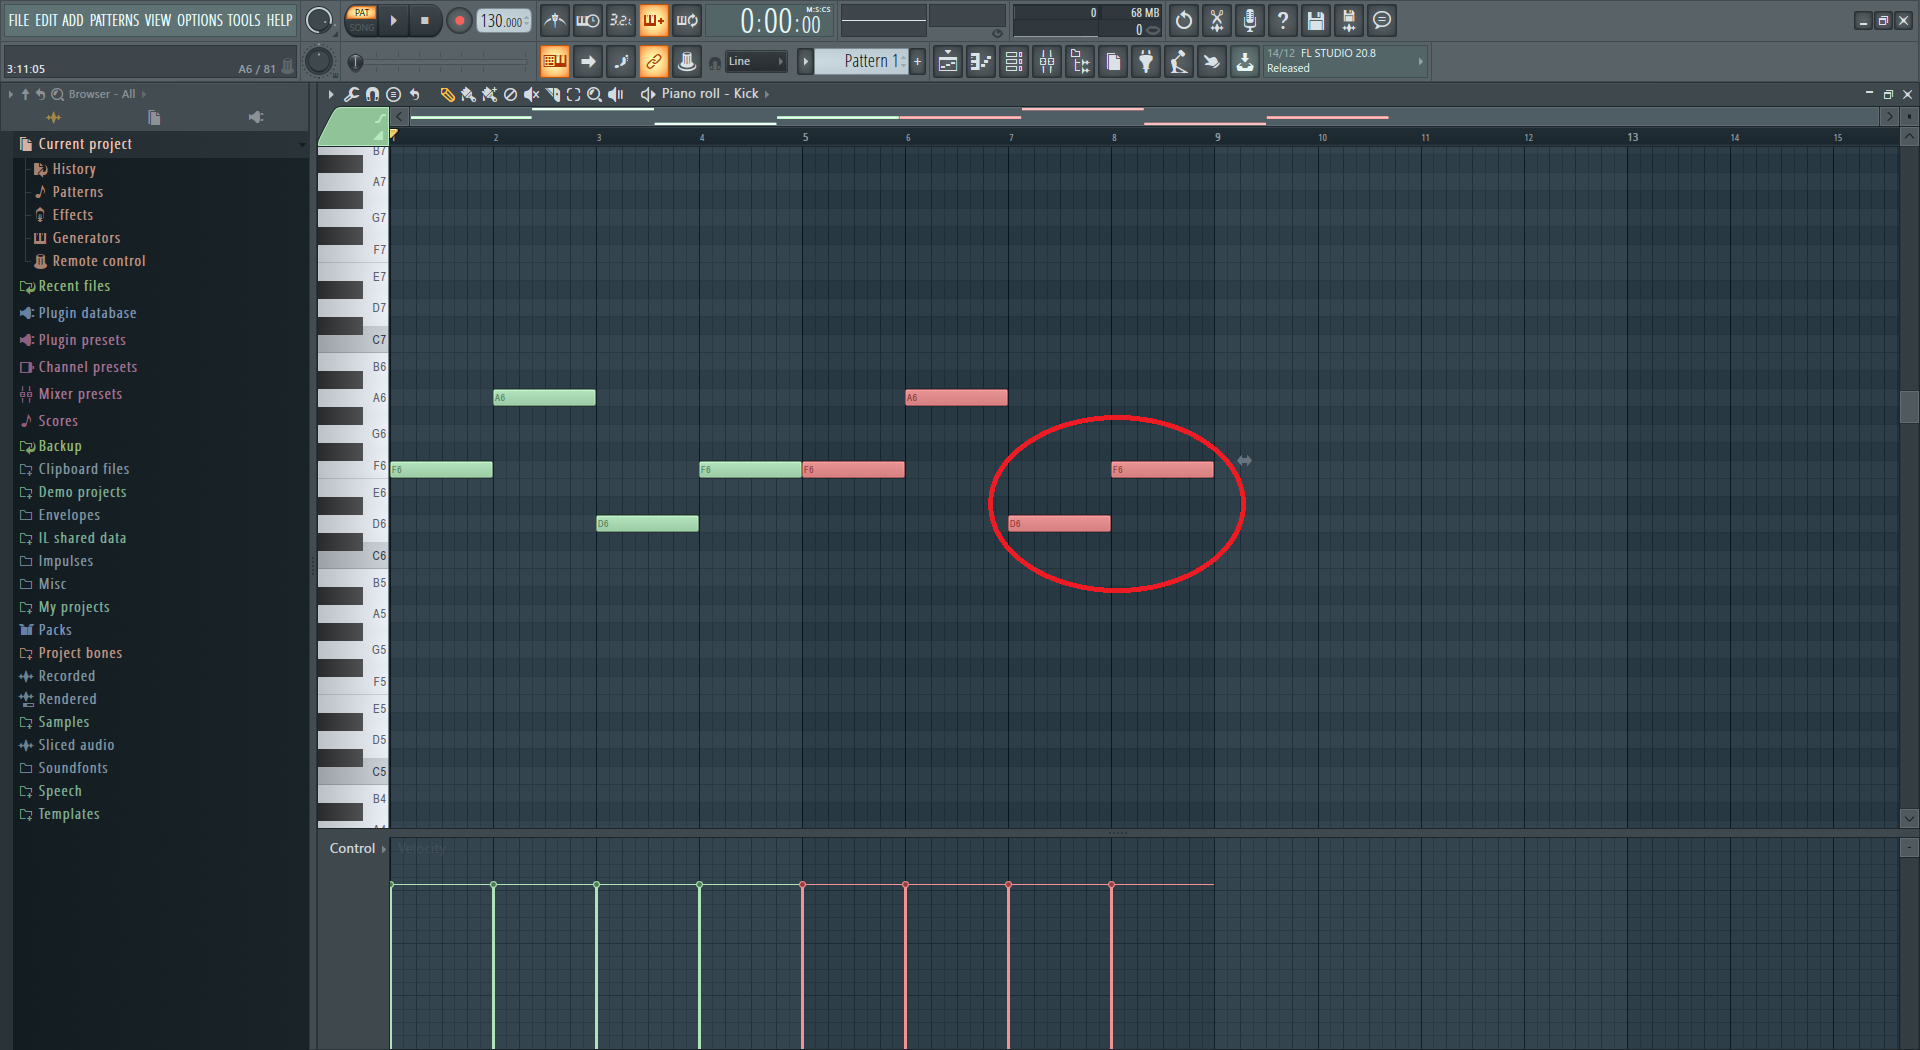 FILE EDIT ADD PATTERNS VIEW OPTIONS TOOLS HELP
PAT
SONG
130.000
3.2.
0:00:00
M:S:CS
0
68 MB
0
3:11:05
A6 / 81
Line
Pattern 1
14/12 FL STUDIO 20.8
Released
Browser - All
Piano roll - Kick
Current project
History
Patterns
Effects
Generators
Remote control
Recent files
Plugin database
Plugin presets
Channel presets
Mixer presets
Scores
Backup
Clipboard files
Demo projects
Envelopes
IL shared data
Impulses
Misc
My projects
Packs
Project bones
Recorded
Rendered
Samples
Sliced audio
Soundfonts
Speech
Templates
2 3 4 5 6 7 8 9 10 11 12 13 14 15
B7
A7
G7
F7
E7
D7
C7
B6
A6
G6
F6
E6
D6
C6
B5
A5
G5
F5
E5
D5
C5
B4
A6 A6
F6 F6 F6 F6
D6 D6
Control
Velocity